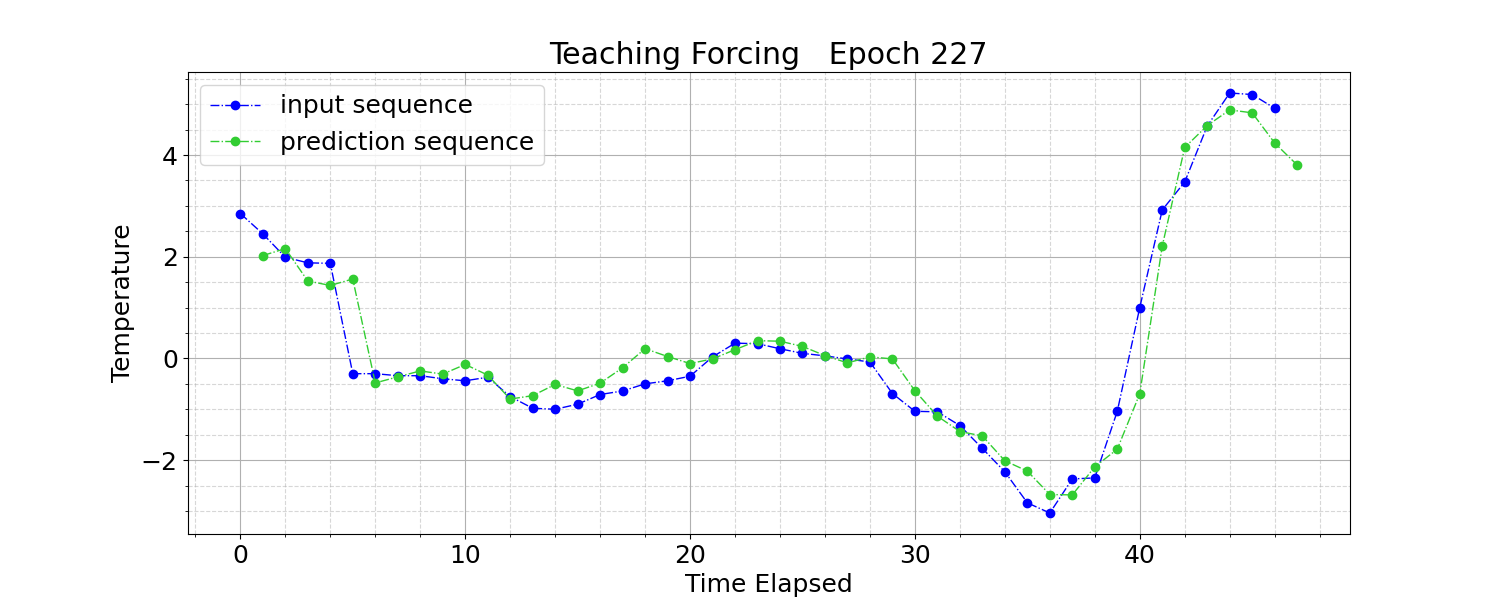 Teaching Forcing   Epoch 227
input sequence
prediction sequence
Temperature
4
2
0
−2
0
10
20
30
40
Time Elapsed